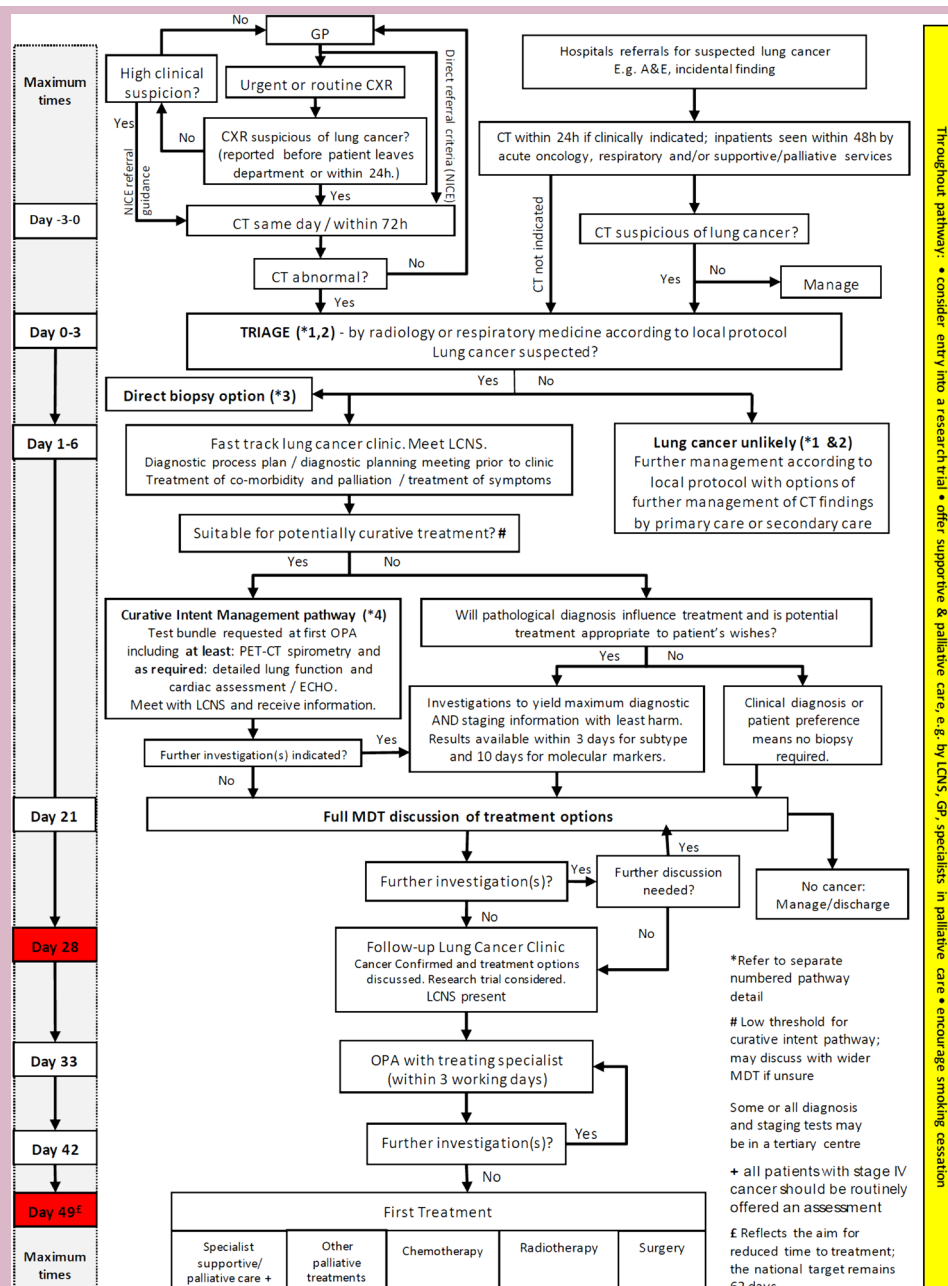 Maximum
times
Day -3-0
Day 0-3
Day 1-6
Day 21
Day 28
Day 33
Day 42
Day 49£
Maximum
times
No
GP
High clinical
suspicion?
Urgent or routine CXR
Yes
No
CXR suspicious of lung cancer?
(reported before patient leaves
department or within 24h.)
Direct referral criteria (NICE)
NICE referral
guidance
Yes
CT same day / within 72h
CT abnormal?
No
Yes
Hospitals referrals for suspected lung cancer
E.g. A&E, incidental finding
CT within 24h if clinically indicated; inpatients seen within 48h by
acute oncology, respiratory and/or supportive/palliative services
CT not indicated
CT suspicious of lung cancer?
Yes
No
Manage
TRIAGE (*1,2) - by radiology or respiratory medicine according to local protocol
Lung cancer suspected?
Yes
No
Direct biopsy option (*3)
Fast track lung cancer clinic. Meet LCNS.
Diagnostic process plan / diagnostic planning meeting prior to clinic
Treatment of co-morbidity and palliation / treatment of symptoms
Lung cancer unlikely (*1 &2)
Further management according to
local protocol with options of
further management of CT findings
by primary care or secondary care
Suitable for potentially curative treatment? #
Yes
No
Curative Intent Management pathway (*4)
Test bundle requested at first OPA
including at least: PET-CT spirometry and
as required: detailed lung function and
cardiac assessment / ECHO.
Meet with LCNS and receive information.
Will pathological diagnosis influence treatment and is potential
treatment appropriate to patient's wishes?
Yes
No
Investigations to yield maximum diagnostic
AND staging information with least harm.
Results available within 3 days for subtype
and 10 days for molecular markers.
Clinical diagnosis or
patient preference
means no biopsy
required.
Further investigation(s) indicated?
Yes
No
Full MDT discussion of treatment options
Further investigation(s)?
Yes
Further discussion
needed?
Yes
No
No
No cancer:
Manage/discharge
Follow-up Lung Cancer Clinic
Cancer Confirmed and treatment options
discussed. Research trial considered.
LCNS present
OPA with treating specialist
(within 3 working days)
Further investigation(s)?
Yes
No
First Treatment
Specialist
supportive/
palliative care +
Other
palliative
treatments
Chemotherapy
Radiotherapy
Surgery
*Refer to separate
numbered pathway
detail
# Low threshold for
curative intent pathway;
may discuss with wider
MDT if unsure
Some or all diagnosis
and staging tests may
be in a tertiary centre
+ all patients with stage IV
cancer should be routinely
offered an assessment
£ Reflects the aim for
reduced time to treatment;
the national target remains
62 days
Throughout pathway: • consider entry into a research trial • offer supportive & palliative care, e.g. by LCNS, GP, specialists in palliative care • encourage smoking cessation